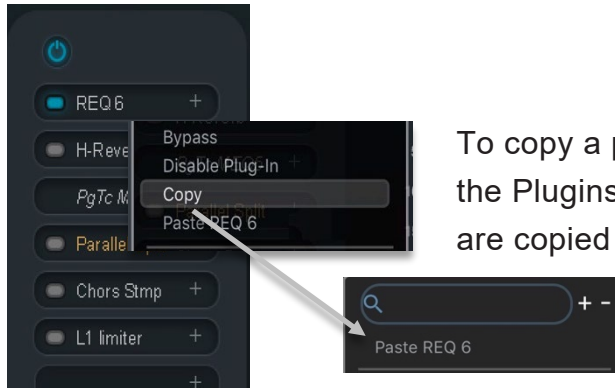 REQ 6 +
H-Reve
PgTc M
Paralle
Chors Stmp +
L1 limiter +
+
Bypass
Disable Plug-In
Copy
Paste REQ 6
To copy a p
the Plugins
are copied
+ -
Paste REQ 6